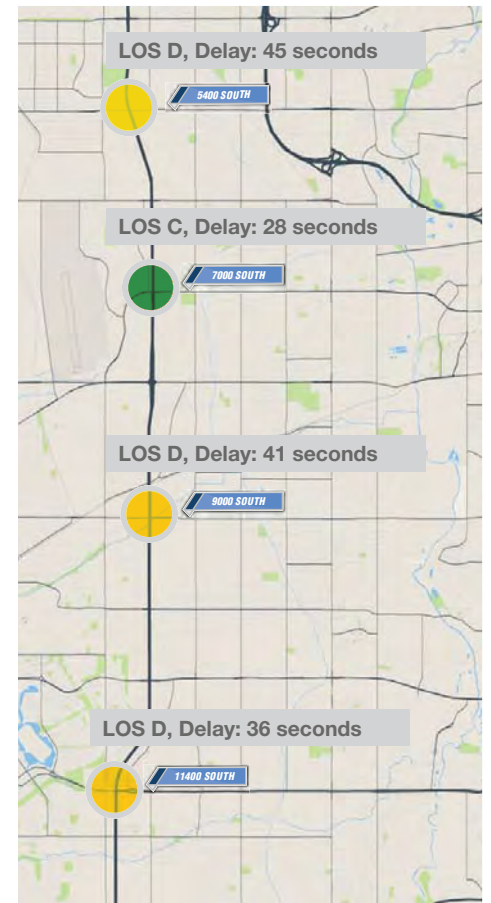 LOS D, Delay: 45 seconds
5400 SOUTH
LOS C, Delay: 28 seconds
7000 SOUTH
LOS D, Delay: 41 seconds
9000 SOUTH
LOS D, Delay: 36 seconds
11400 SOUTH